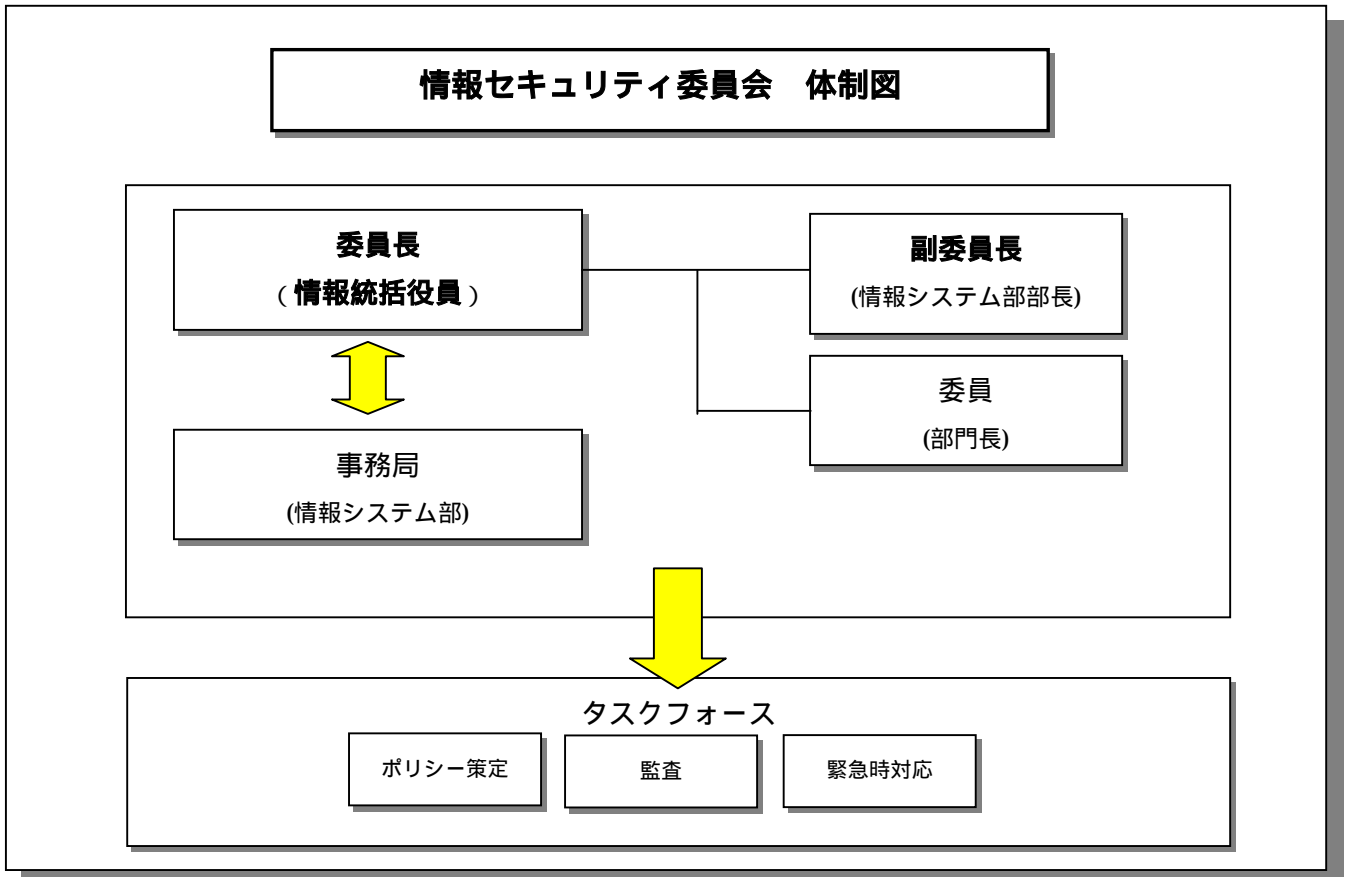 情報セキュリティ委員会　体制図
委員長
（情報統括役員）
副委員長
(情報システム部部長)
委員
(部門長)
事務局
(情報システム部)
タスクフォース
ポリシー策定
監査
緊急時対応